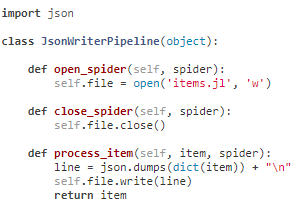 import json
class JsonWriterPipeline(object):
    def open_spider(self, spider):
        self.file = open('items.jl', 'w')
    def close_spider(self, spider):
        self.file.close()
    def process_item(self, item, spider):
        line = json.dumps(dict(item)) + "\n"
        self.file.write(line)
        return item